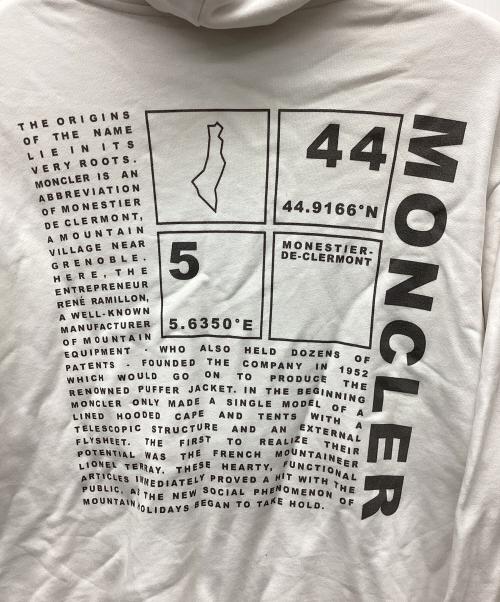 THE ORIGINS
OF THE NAME
LIE IN ITS
VERY ROOTS.
MONCLER IS AN
ABBREVIATION
OF MONESTIER
DE CLERMONT,
A MOUNTAIN
VILLAGE NEAR
GRENOBLE.
HERE, THE
ENTREPRENEUR
RENÉ RAMILLON,
A WELL-KNOWN
MANUFACTURER
OF MOUNTAIN
EQUIPMENT - WHO ALSO HELD DOZENS OF
PATENTS - FOUNDED THE COMPANY IN 1952
WHICH WOULD GO ON TO PRODUCE THE
RENOWNED PUFFER JACKET. IN THE BEGINNING
MONCLER ONLY MADE A SINGLE MODEL OF A
LINED HOODED CAPE AND TENTS WITH A
TELESCOPIC STRUCTURE AND AN EXTERNAL
FLYSHEET. THE FIRST TO REALIZE THEIR
POTENTIAL WAS THE FRENCH MOUNTAINEER
LIONEL TERRAY. THESE HEARTY, FUNCTIONAL
ARTICLES IMMEDIATELY PROVED A HIT WITH THE
PUBLIC, AS THE NEW SOCIAL PHENOMENON OF
MOUNTAIN HOLIDAYS BEGAN TO TAKE HOLD.
44
44.9166°N
5
5.6350°E
MONESTIER-
DE-CLERMONT
MONCLER